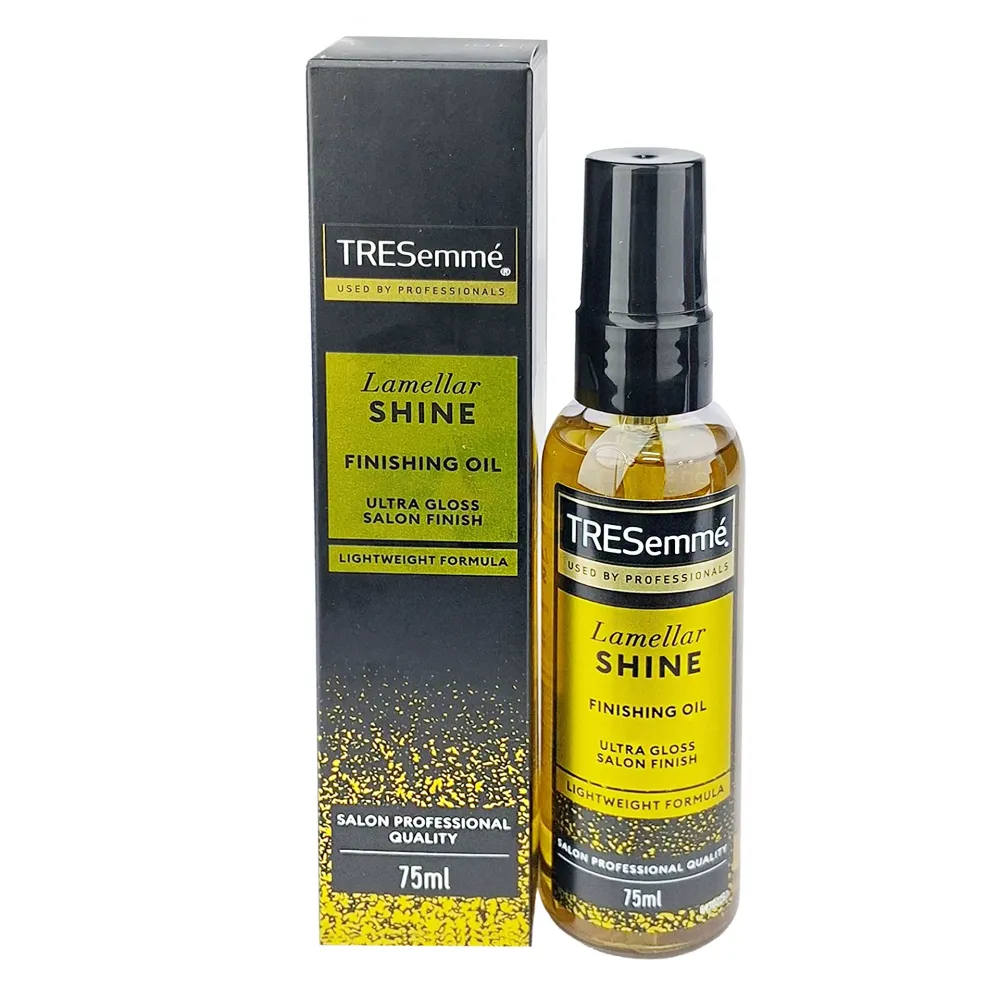 TRESemmé®
USED BY PROFESSIONALS
Lamellar
SHINE
FINISHING OIL
ULTRA GLOSS
SALON FINISH
LIGHTWEIGHT FORMULA
SALON PROFESSIONAL
QUALITY
75ml
TRESemmé
USED BY PROFESSIONALS
Lamellar
SHINE
FINISHING OIL
ULTRA GLOSS
SALON FINISH
LIGHTWEIGHT FORMULA
SALON PROFESSIONAL QUALITY
75ml